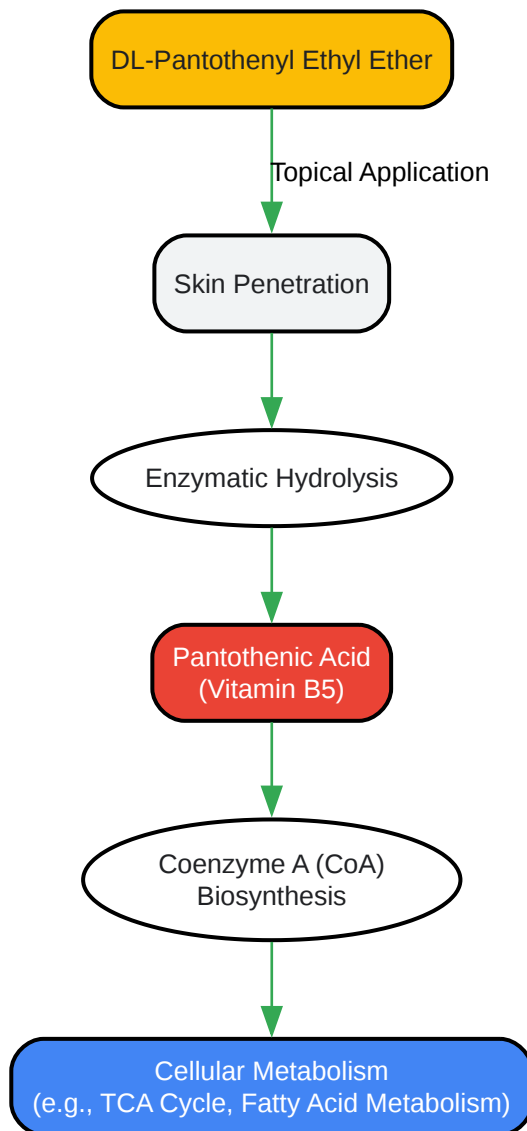 DL-Pantothenyl Ethyl Ether
Topical Application
Skin Penetration
Enzymatic Hydrolysis
Pantothenic Acid
(Vitamin B5)
Coenzyme A (CoA)
Biosynthesis
Cellular Metabolism
(e.g., TCA Cycle, Fatty Acid Metabolism)